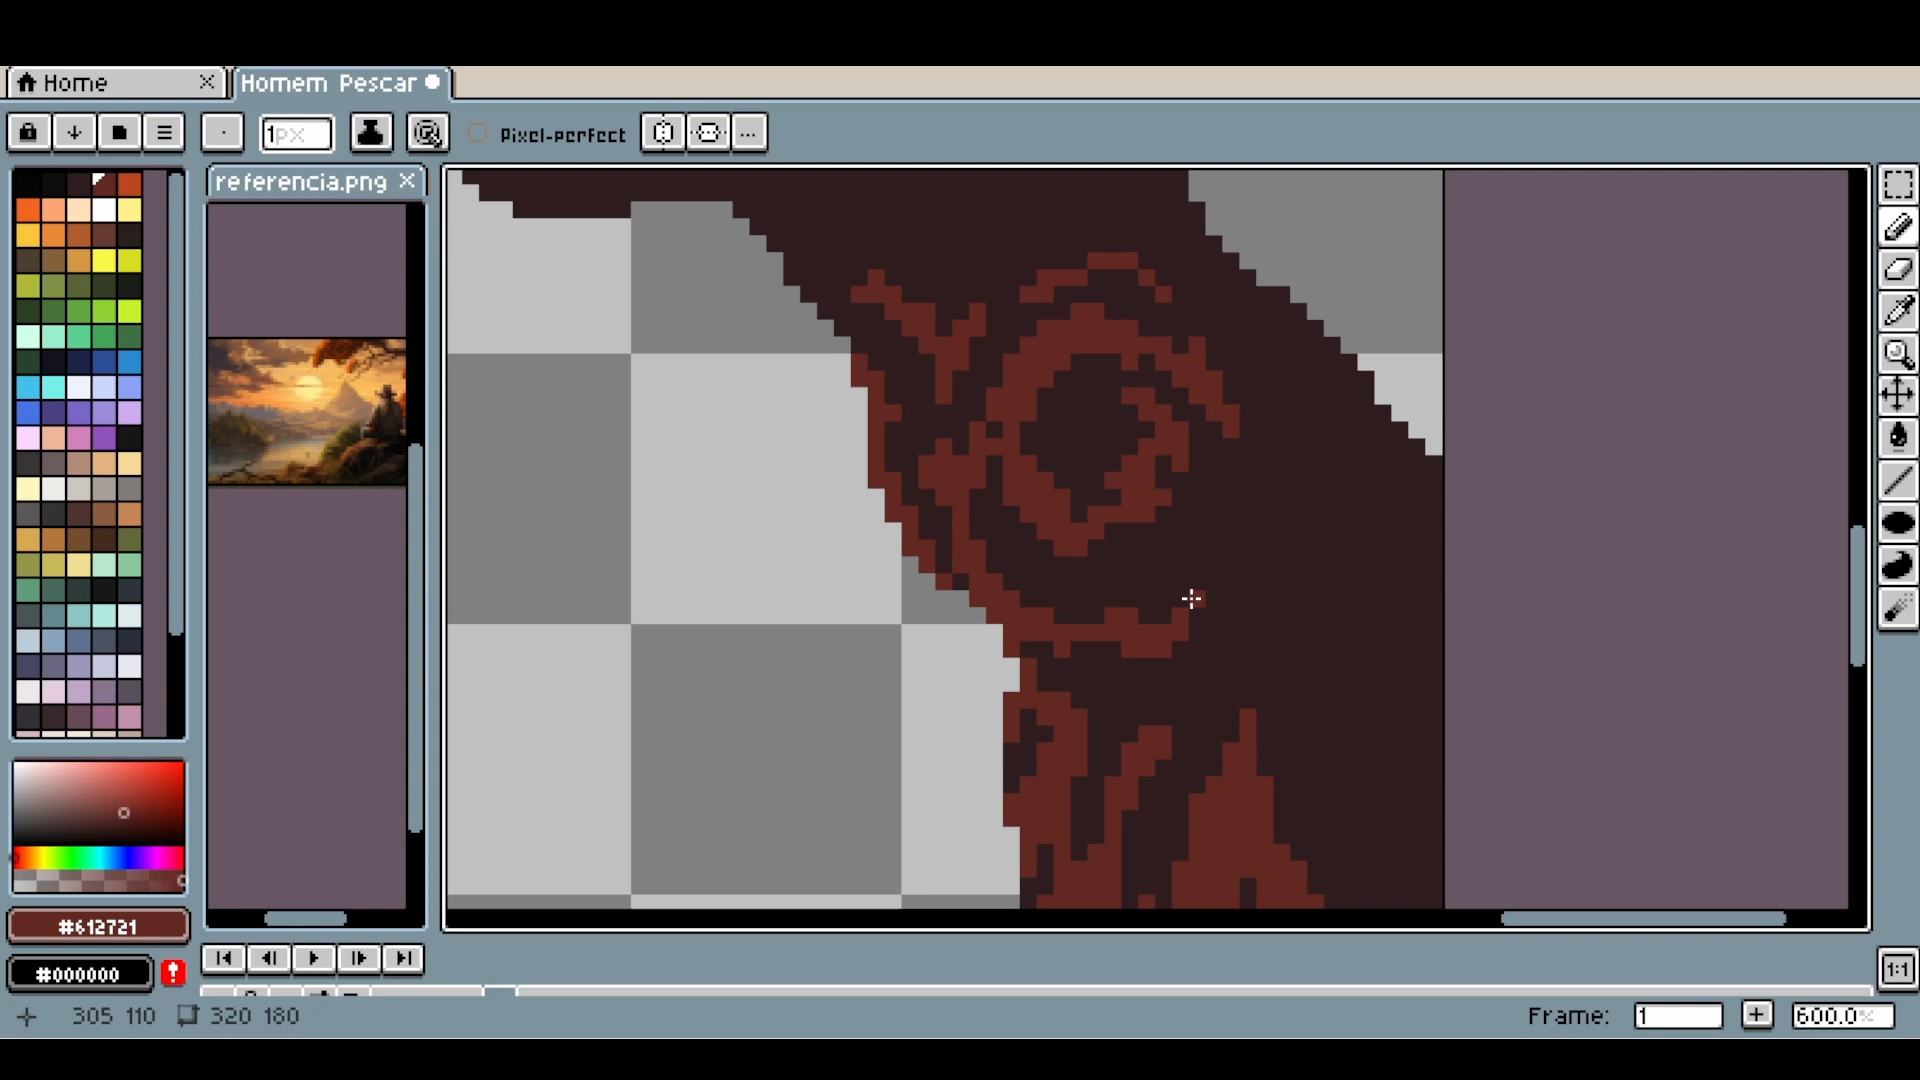 Home
Homem Pescar
1px
Pixel-perfect
...
referencia.png
#612721
#000000
!
1:1
305 110
320 180
Frame:
1
+
600.0%